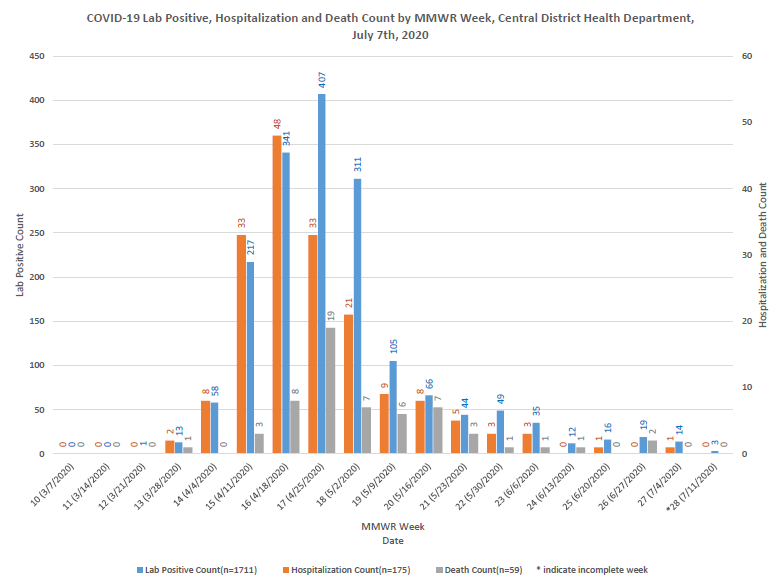 COVID-19 Lab Positive, Hospitalization and Death Count by MMWR Week, Central District Health Department,
July 7th, 2020
450
400
350
300
250
200
150
100
50
0
Lab Positive Count
60
50
40
30
20
10
0
Hospitalization and Death Count
0 0 0
0 0 0
0 1 0
2 13 1
8 58 0
33 217 3
48 341 8
33 407 19
21 311 7
9 105 6
8 66 7
5 44 3
3 49 1
3 35 1
0 12 1
1 16 0
0 19 2
1 14 0
0 3 0
10 (3/7/2020)
11 (3/14/2020)
12 (3/21/2020)
13 (3/28/2020)
14 (4/4/2020)
15 (4/11/2020)
16 (4/18/2020)
17 (4/25/2020)
18 (5/2/2020)
19 (5/9/2020)
20 (5/16/2020)
21 (5/23/2020)
22 (5/30/2020)
23 (6/6/2020)
24 (6/13/2020)
25 (6/20/2020)
26 (6/27/2020)
27 (7/4/2020)
*28 (7/11/2020)
MMWR Week
Date
Lab Positive Count(n=1711) Hospitalization Count(n=175) Death Count(n=59) * indicate incomplete week